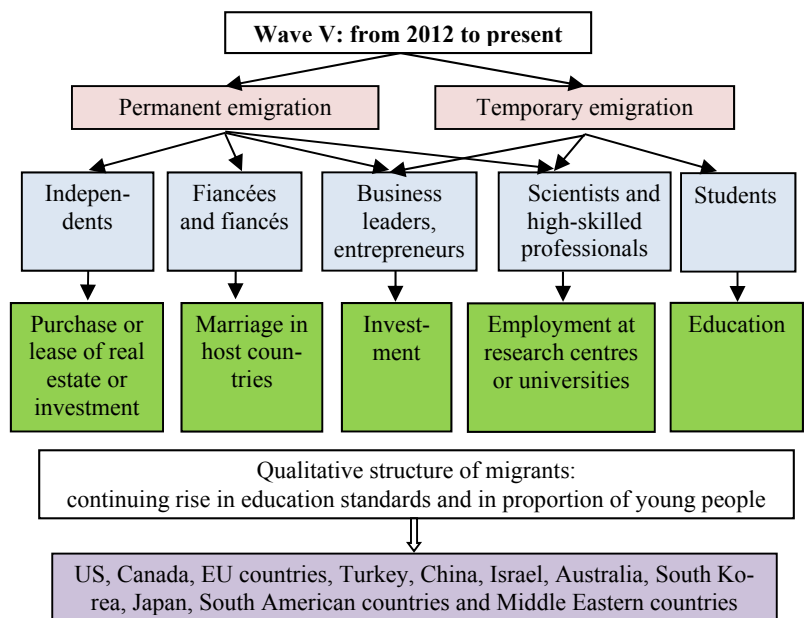 Wave V: from 2012 to present
Permanent emigration
Temporary emigration
Indepen-
dents
Fiancées
and fiancés
Business
leaders,
entrepreneurs
Scientists and
high-skilled
professionals
Students
Purchase or
lease of real
estate or
investment
Marriage in
host coun-
tries
Invest-
ment
Employment at
research centres
or universities
Education
Qualitative structure of migrants:
continuing rise in education standards and in proportion of young people
US, Canada, EU countries, Turkey, China, Israel, Australia, South Ko-
rea, Japan, South American countries and Middle Eastern countries